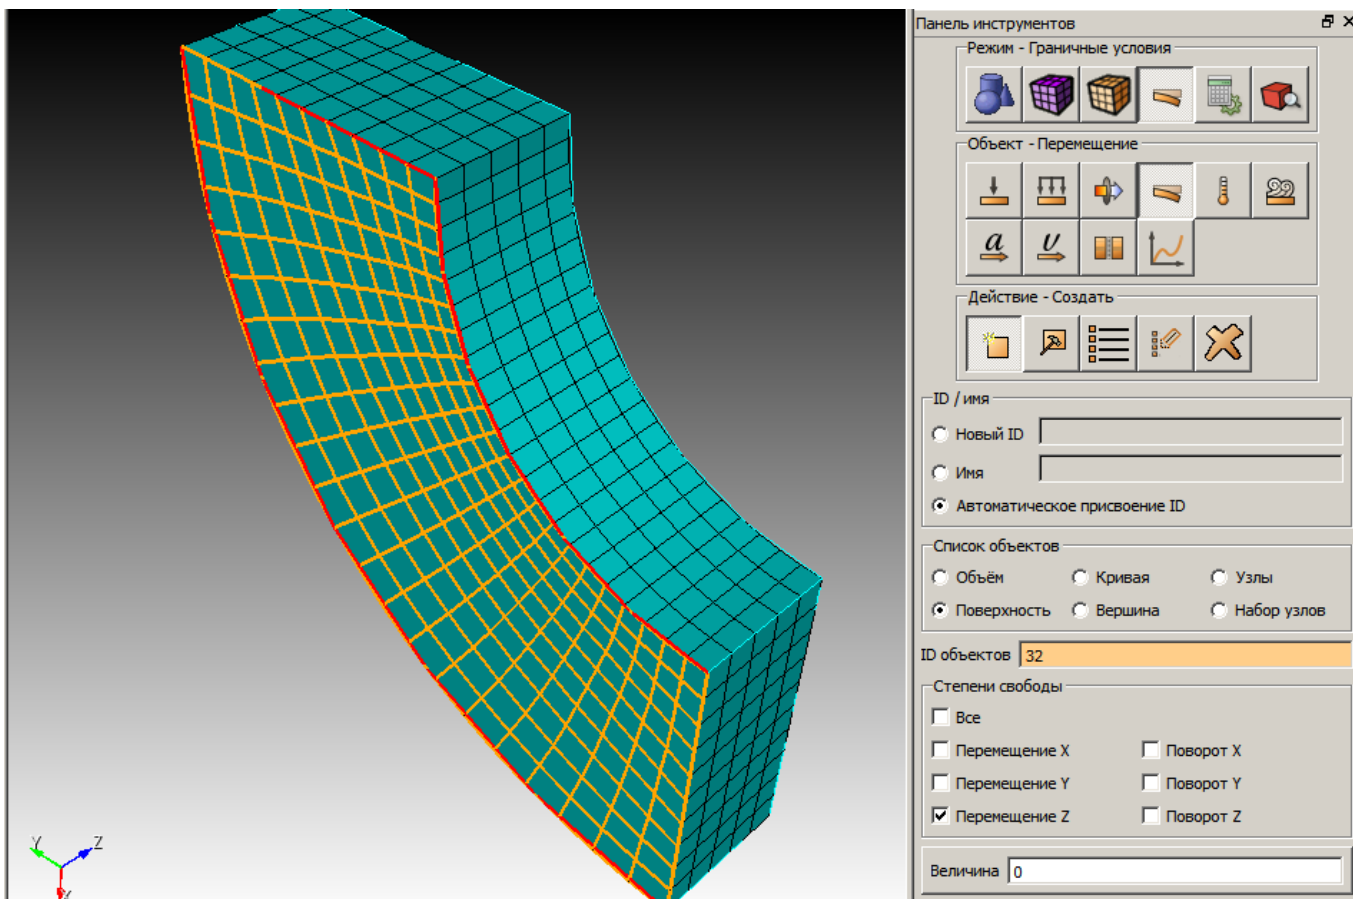 Панель инструментов
Режим - Граничные условия
Объект - Перемещение
a
υ
Действие - Создать
ID / имя
Новый ID
Имя
Автоматическое присвоение ID
Список объектов
Объём Кривая Узлы
Поверхность Вершина Набор узлов
ID объектов 32
Степени свободы
Все
Перемещение X Поворот X
Перемещение Y Поворот Y
Перемещение Z Поворот Z
Величина 0
Y Z
X